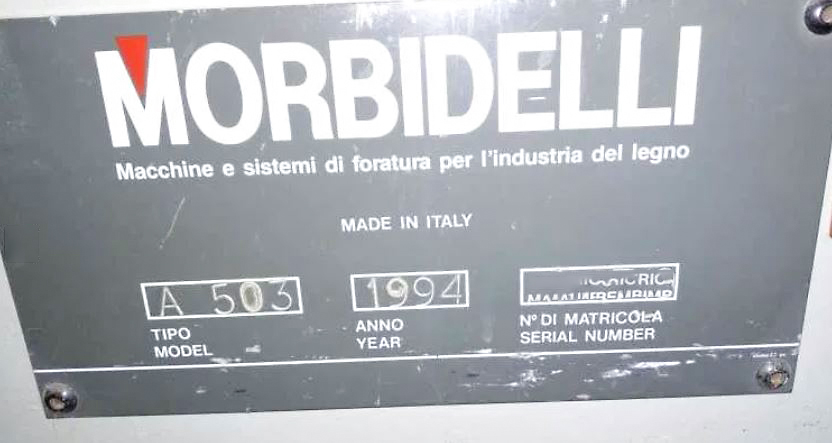 MORBIDELLI
Macchine e sistemi di foratura per l'industria del legno
MADE IN ITALY
A 503
1994
TIPO
MODEL
ANNO
YEAR
N° DI MATRICOLA
SERIAL NUMBER